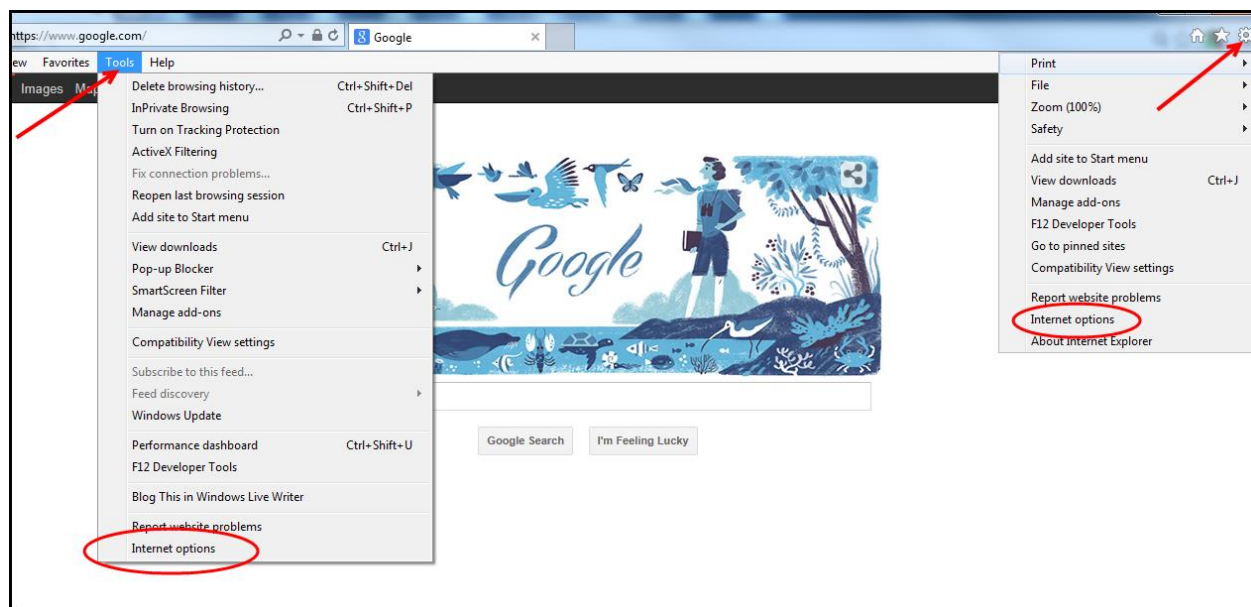 https://www.google.com/
Google
ew Favorites Tools Help
Images
Delete browsing history... Ctrl+Shift+Del
InPrivate Browsing Ctrl+Shift+P
Turn on Tracking Protection
ActiveX Filtering
Fix connection problems...
Reopen last browsing session
Add site to Start menu
View downloads Ctrl+J
Pop-up Blocker
SmartScreen Filter
Manage add-ons
Compatibility View settings
Subscribe to this feed...
Feed discovery
Windows Update
Performance dashboard Ctrl+Shift+U
F12 Developer Tools
Blog This in Windows Live Writer
Report website problems
Internet options
Google
Google Search I'm Feeling Lucky
Print
File
Zoom (100%)
Safety
Add site to Start menu
View downloads Ctrl+J
Manage add-ons
F12 Developer Tools
Go to pinned sites
Compatibility View settings
Report website problems
Internet options
About Internet Explorer